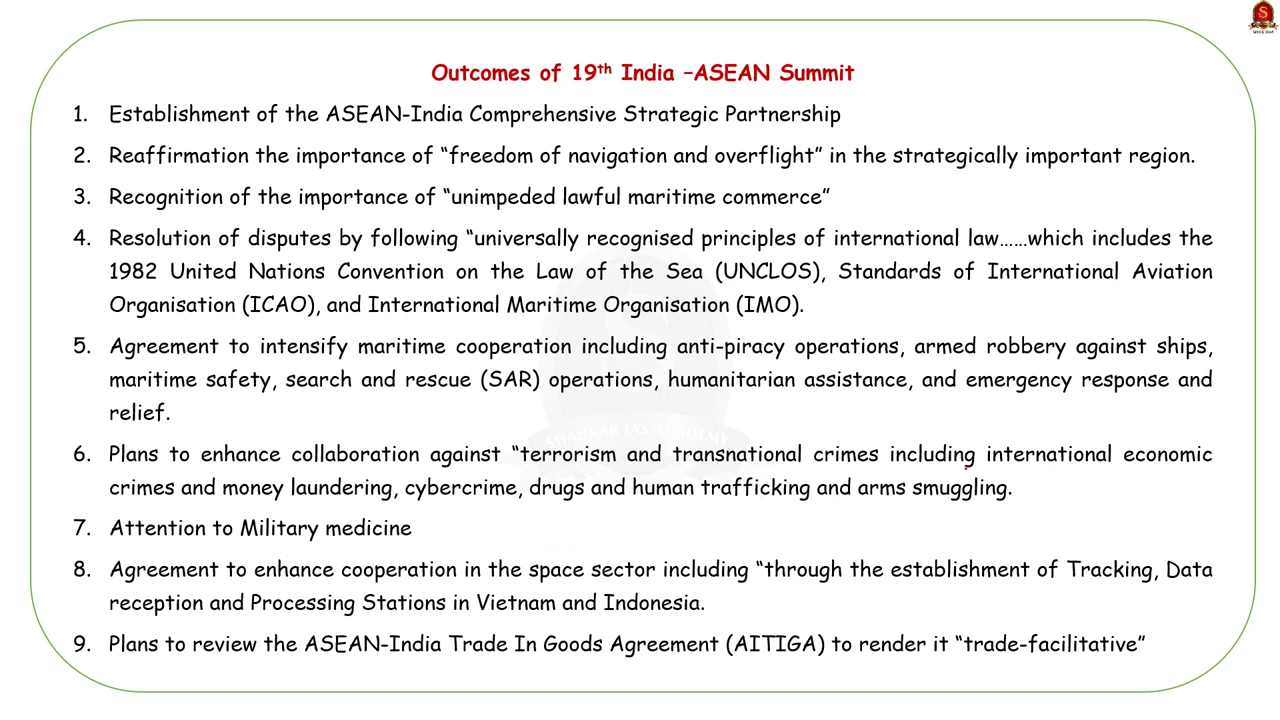 Outcomes of 19th India –ASEAN Summit
1. Establishment of the ASEAN-India Comprehensive Strategic Partnership
2. Reaffirmation the importance of “freedom of navigation and overflight” in the strategically important region.
3. Recognition of the importance of “unimpeded lawful maritime commerce”
4. Resolution of disputes by following “universally recognised principles of international law……which includes the
1982 United Nations Convention on the Law of the Sea (UNCLOS), Standards of International Aviation
Organisation (ICAO), and International Maritime Organisation (IMO).
5. Agreement to intensify maritime cooperation including anti-piracy operations, armed robbery against ships,
maritime safety, search and rescue (SAR) operations, humanitarian assistance, and emergency response and
relief.
6. Plans to enhance collaboration against “terrorism and transnational crimes including international economic
crimes and money laundering, cybercrime, drugs and human trafficking and arms smuggling.
7. Attention to Military medicine
8. Agreement to enhance cooperation in the space sector including “through the establishment of Tracking, Data
reception and Processing Stations in Vietnam and Indonesia.
9. Plans to review the ASEAN-India Trade In Goods Agreement (AITIGA) to render it “trade-facilitative”
S
SHANKAR IAS ACADEMY